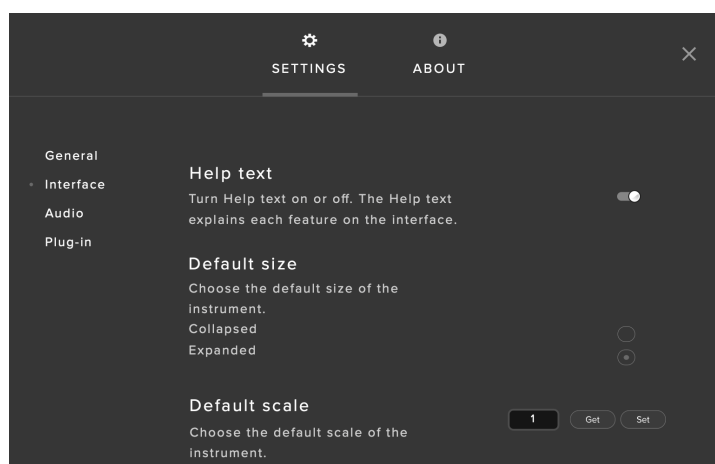 SETTINGS ABOUT
General
Interface
Audio
Plug-in
Help text
Turn Help text on or off. The Help text
explains each feature on the interface.
Default size
Choose the default size of the
instrument.
Collapsed
Expanded
Default scale
1 Get Set
Choose the default scale of the
instrument.